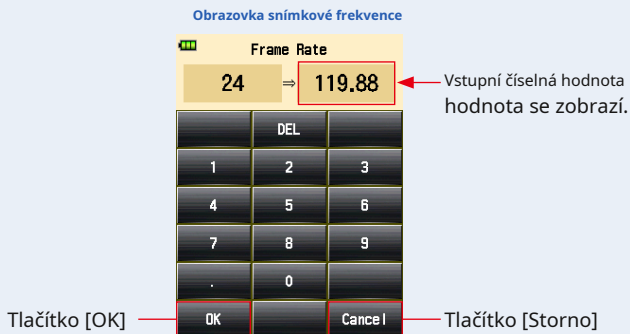 Obrazovka snímkové frekvence
Frame Rate
24 ⇒ 119.88
Vstupní číselná hodnota
hodnota se zobrazí.
DEL
1 2 3
4 5 6
7 8 9
. 0
Tlačítko [OK]
OK Cancel
Tlačítko [Storno]